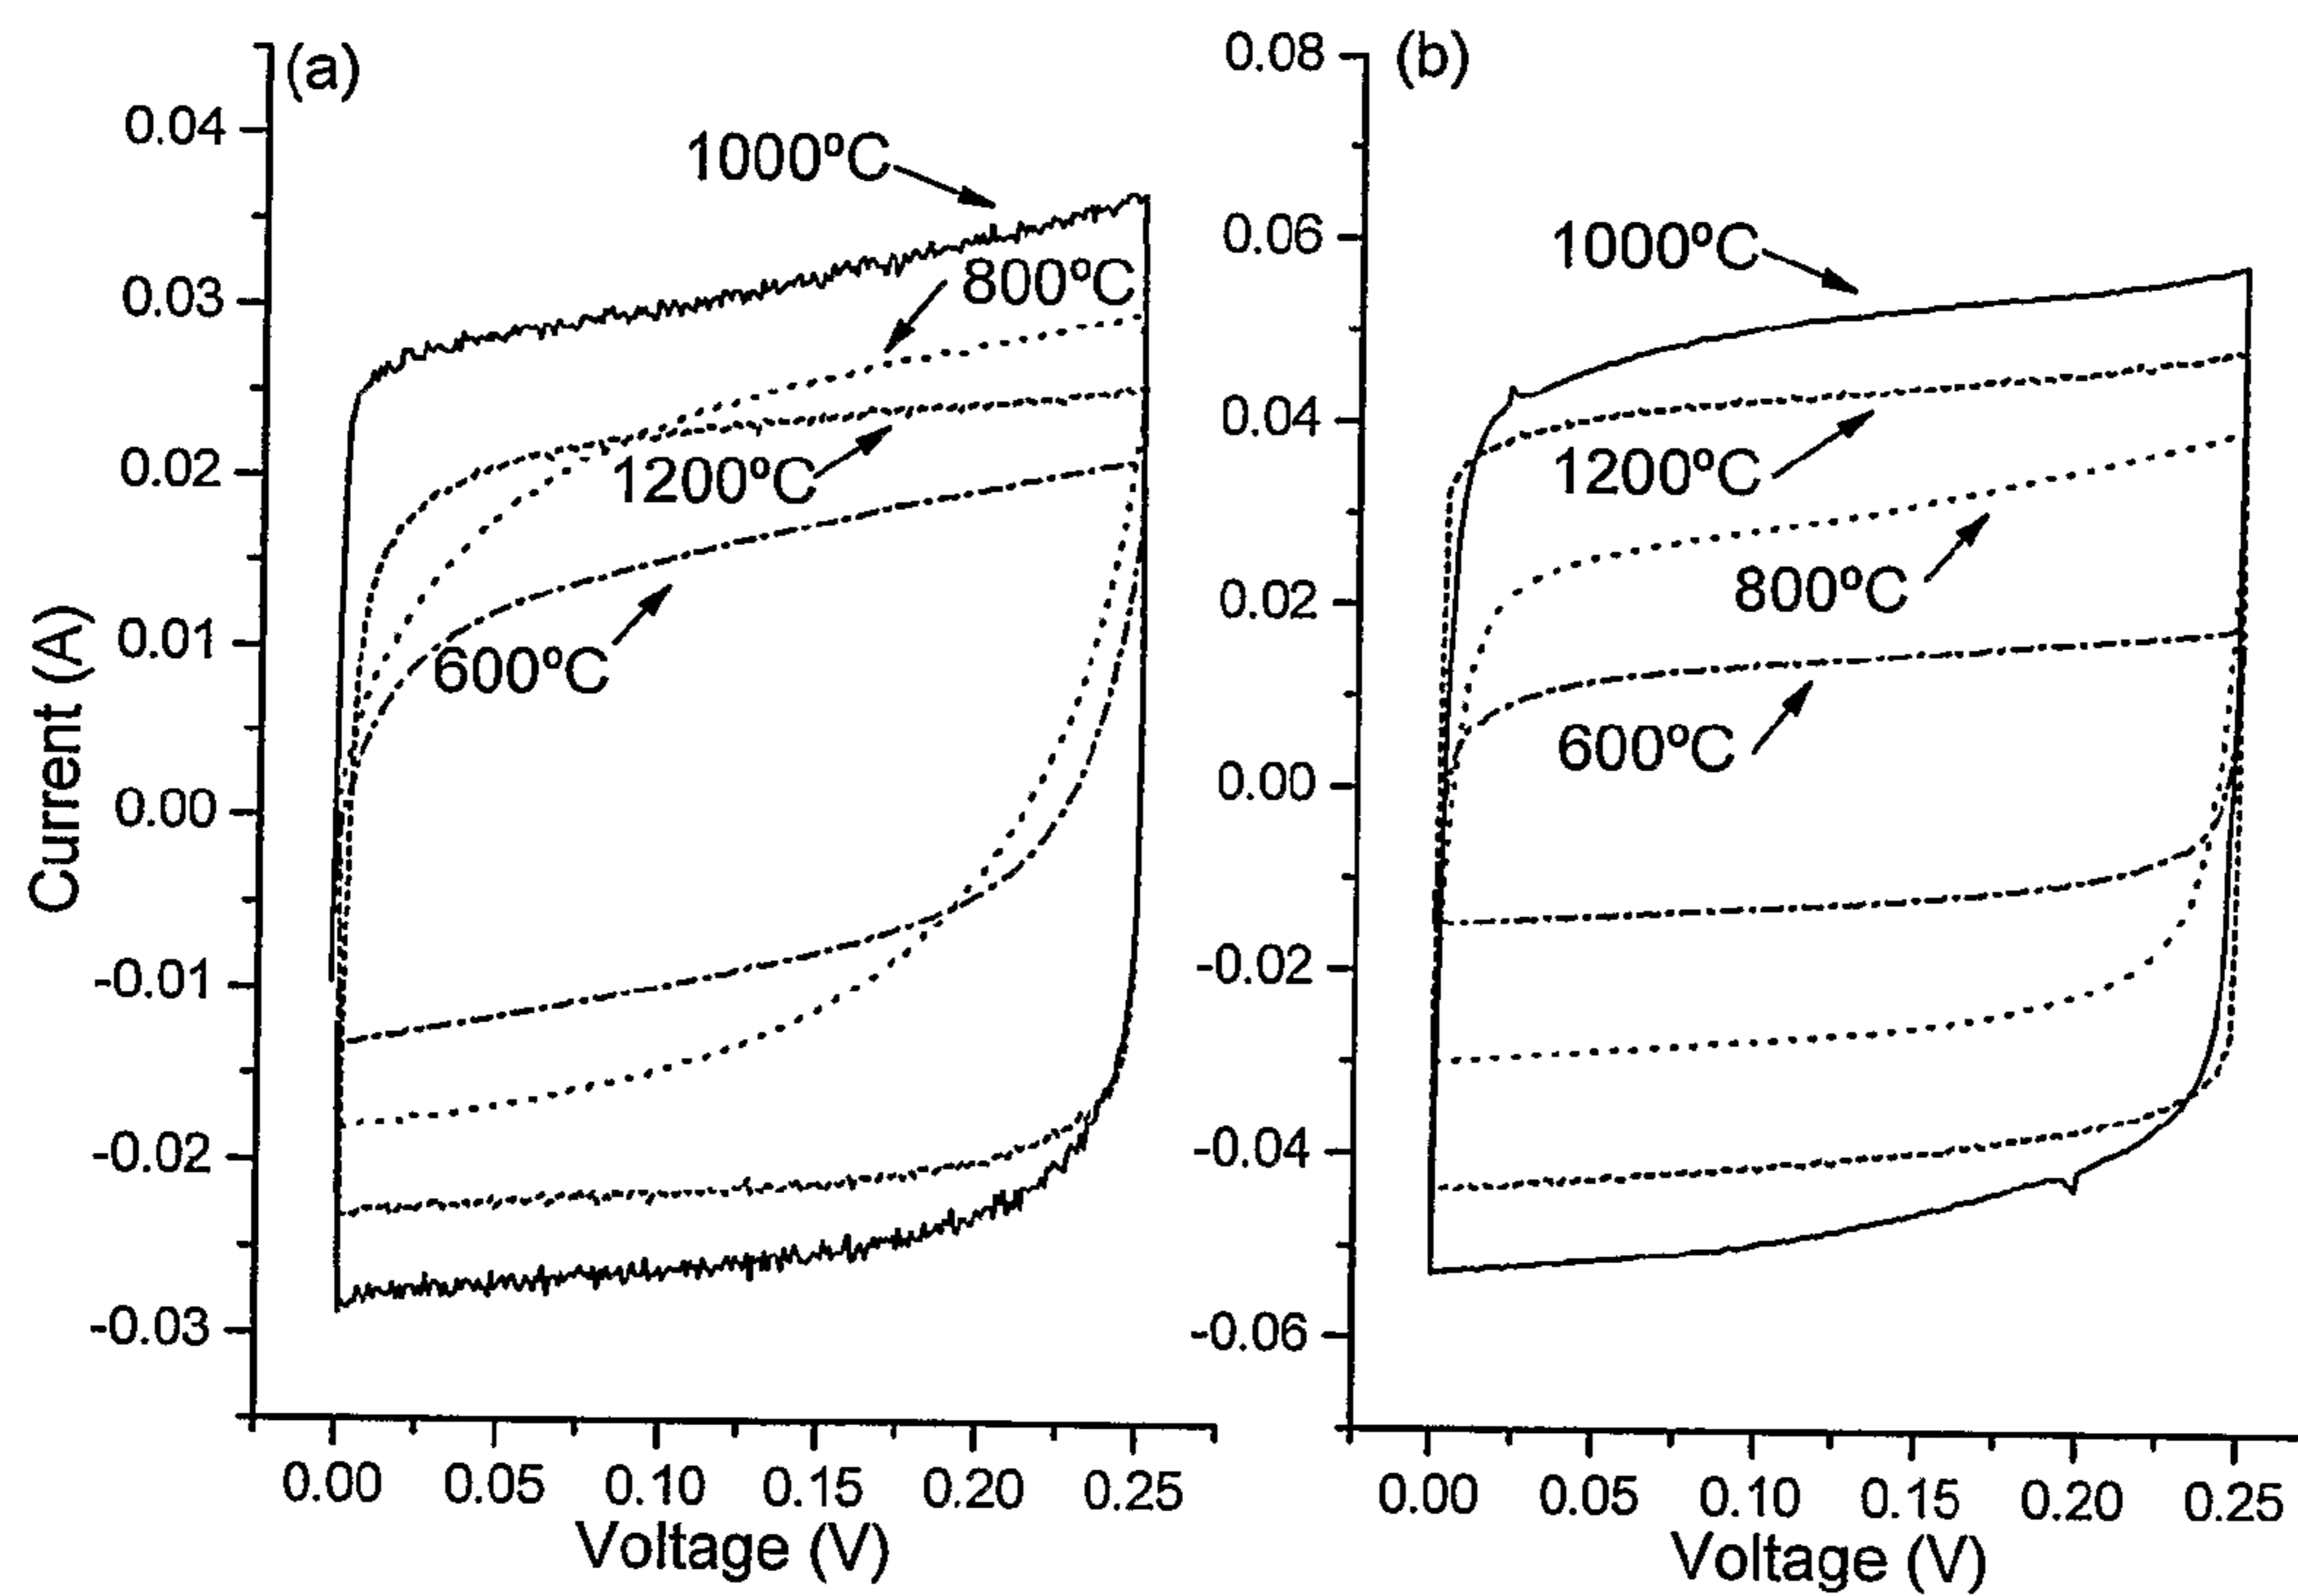 (a)
0.04
0.03
0.02
0.01
0.00
-0.01
-0.02
-0.03
Current (A)
1000ºC
800ºC
1200ºC
600ºC
0.00 0.05 0.10 0.15 0.20 0.25
Voltage (V)
(b)
0.08
0.06
0.04
0.02
0.00
-0.02
-0.04
-0.06
1000ºC
1200ºC
800ºC
600ºC
0.00 0.05 0.10 0.15 0.20 0.25
Voltage (V)